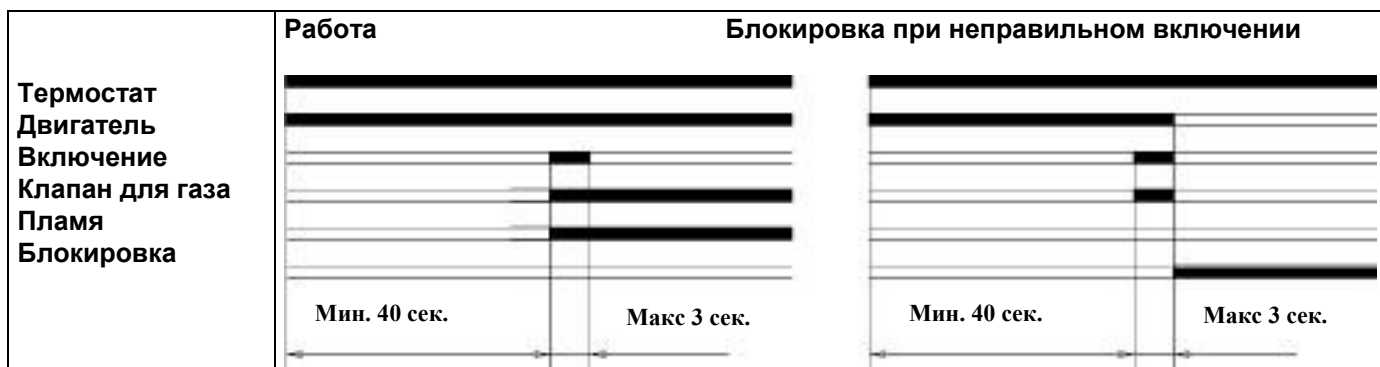 Работа
Блокировка при неправильном включении
Термостат
Двигатель
Включение
Клапан для газа
Пламя
Блокировка
Мин. 40 сек.
Макс 3 сек.
Мин. 40 сек.
Макс 3 сек.